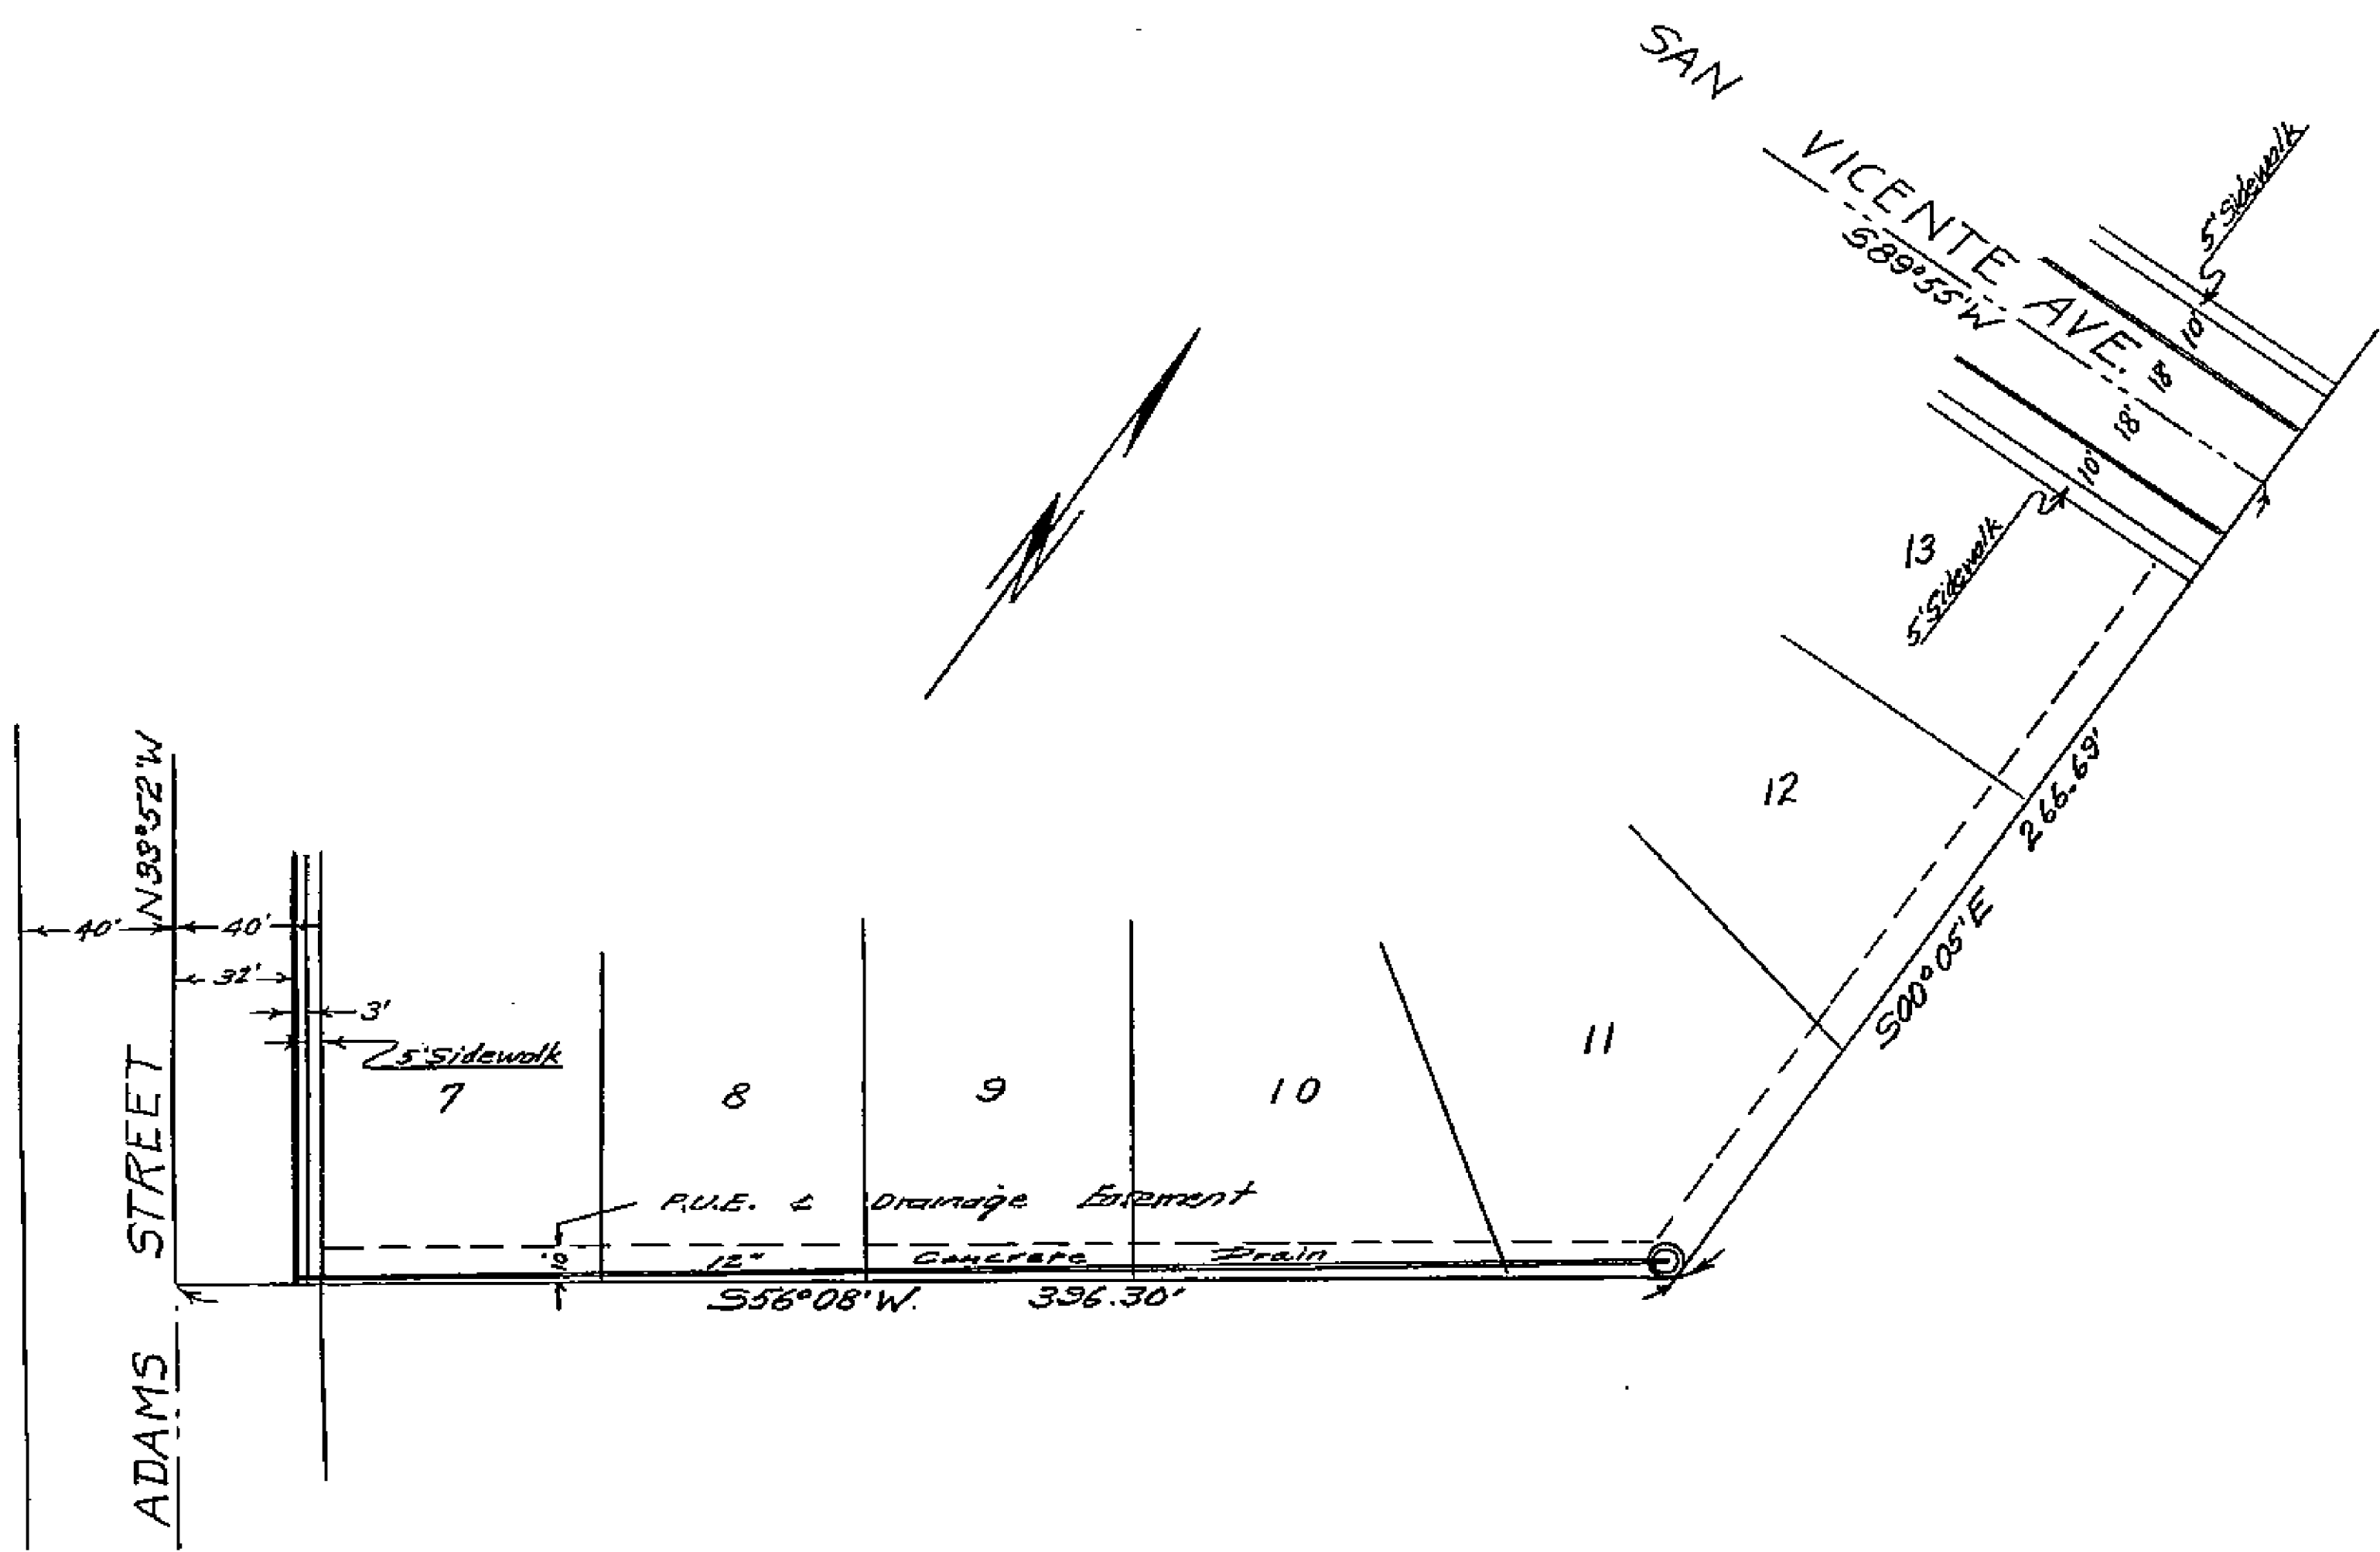 SAN VICENTE AVE.
S89°55'W
5' Sidewalk
10'
18'
18'
10'
5' Sidewalk
13
12
266.69'
S00°05'E
11
N33°52'W
40'
40'
32'
3'
5' Sidewalk
7
8
9
10
P.U.E. & Drainage Easement
10'
12" Concrete Drain
S56°08'W. 396.30'
ADAMS STREET
N